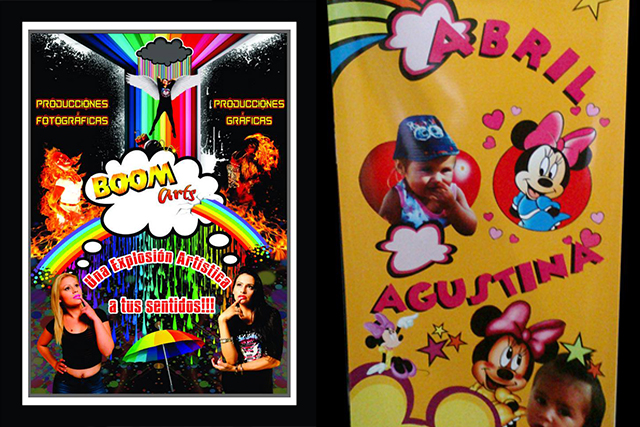 PRODUCCIONES
FOTOGRÁFICAS
PRODUCCIONES
GRÁFICAS
BOOM
arts
Una Explosión Artística
a tus sentidos!!!
ABRIL
AGUSTINA